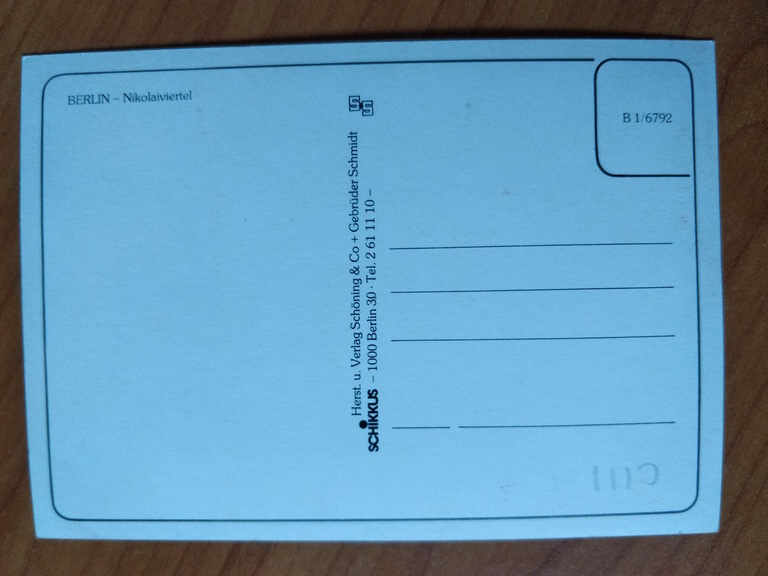 BERLIN – Nikolaiviertel
B 1/6792
Herst. u. Verlag Schöning & Co + Gebrüder Schmidt
SCHIKKUS – 1000 Berlin 30 · Tel. 2 61 11 10 –
C111